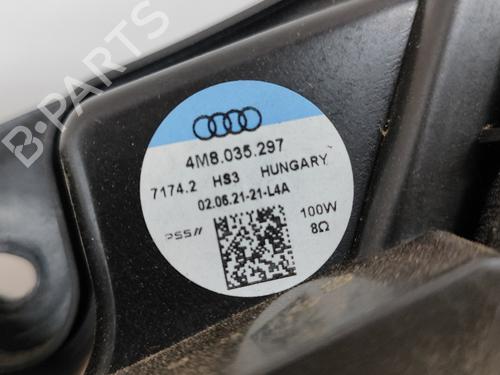 B-PARTS
4M8.035.297
7174.2 HS3 HUNGARY
02.06.21-21-L4A
PSS//
100W
8Ω